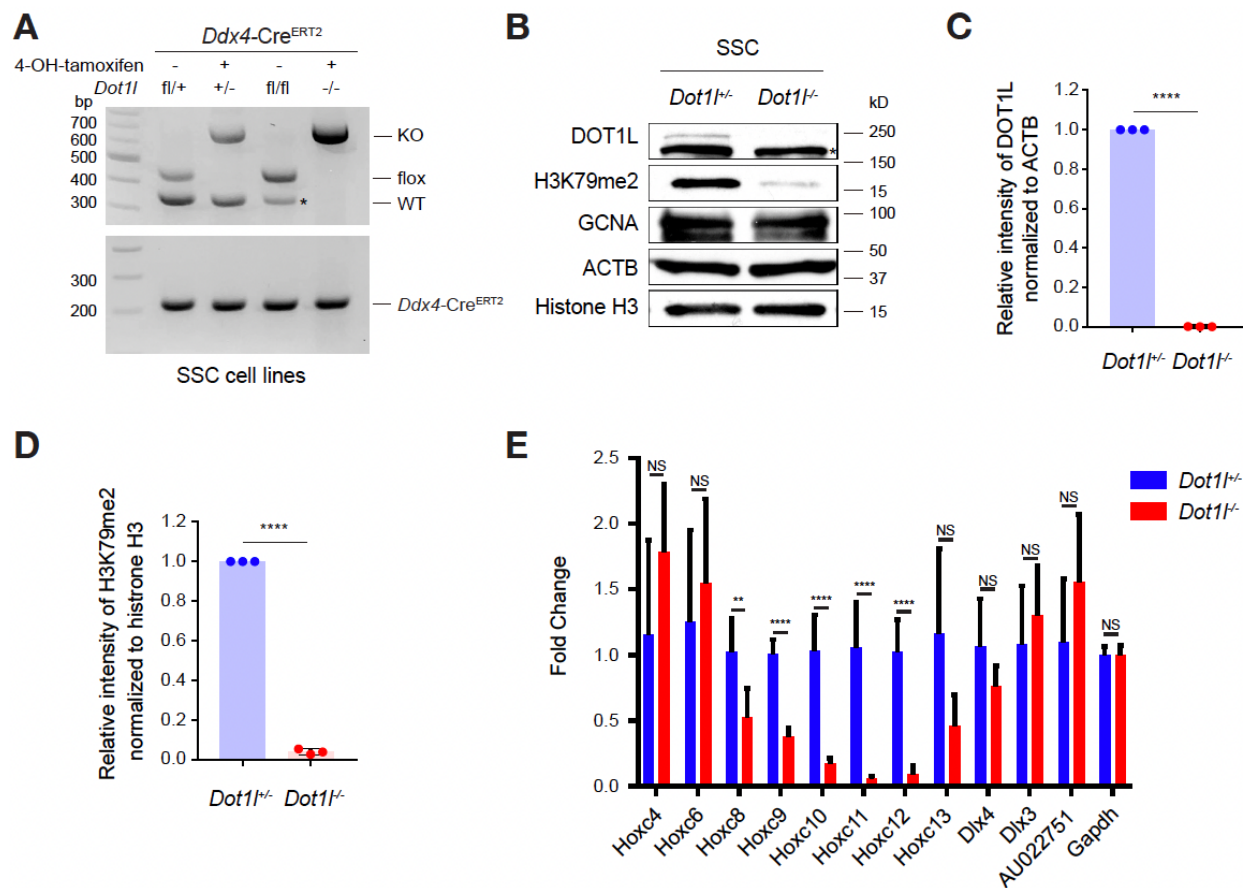 A
Ddx4-CreERT2
4-OH-tamoxifen - + - +
Dot1l fl/+ +/- fl/fl -/-
bp
700
600
500
400
300
KO
flox
WT
*
300
200
Ddx4-CreERT2
SSC cell lines
B
SSC
Dot1l+/- Dot1l-/-
kD
DOT1L
250
*
150
H3K79me2
15
GCNA
100
50
ACTB
37
Histone H3
15
C
Relative intensity of DOT1L
normalized to ACTB
1.2
1.0
0.8
0.6
0.4
0.2
0.0
****
Dot1l+/- Dot1l-/-
D
Relative intensity of H3K79me2
normalized to histrone H3
1.2
1.0
0.8
0.6
0.4
0.2
0.0
****
Dot1l+/- Dot1l-/-
E
Fold Change
2.5
2.0
1.5
1.0
0.5
0.0
NS NS ** **** **** **** **** NS NS NS NS NS
Hoxc4 Hoxc6 Hoxc8 Hoxc9 Hoxc10 Hoxc11 Hoxc12 Hoxc13 Dlx4 Dlx3 AU022751 Gapdh
Dot1l+/-
Dot1l-/-